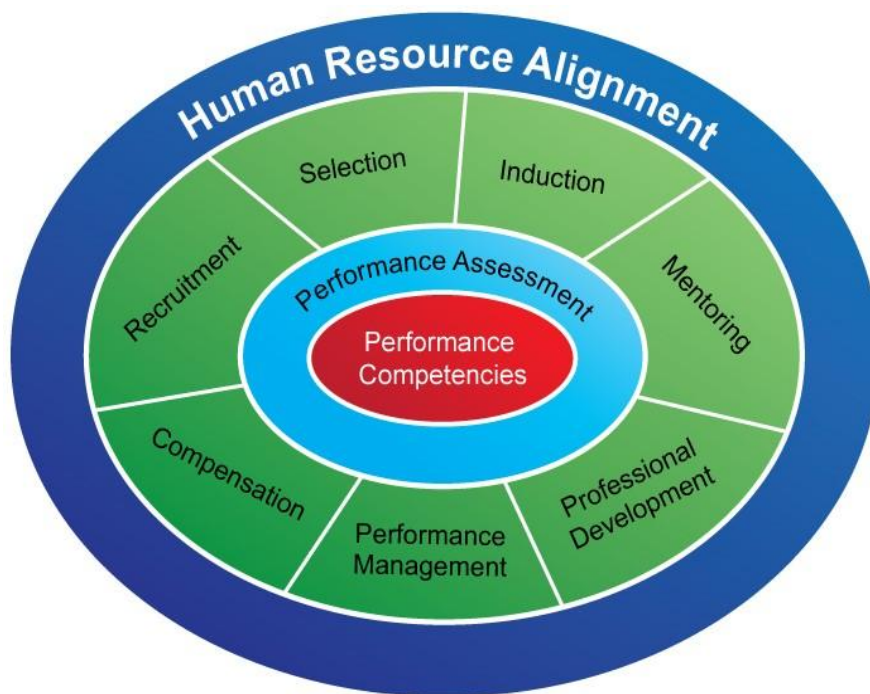 Human Resource Alignment
Selection
Induction
Recruitment
Mentoring
Performance Assessment
Performance
Competencies
Compensation
Performance
Management
Professional
Development